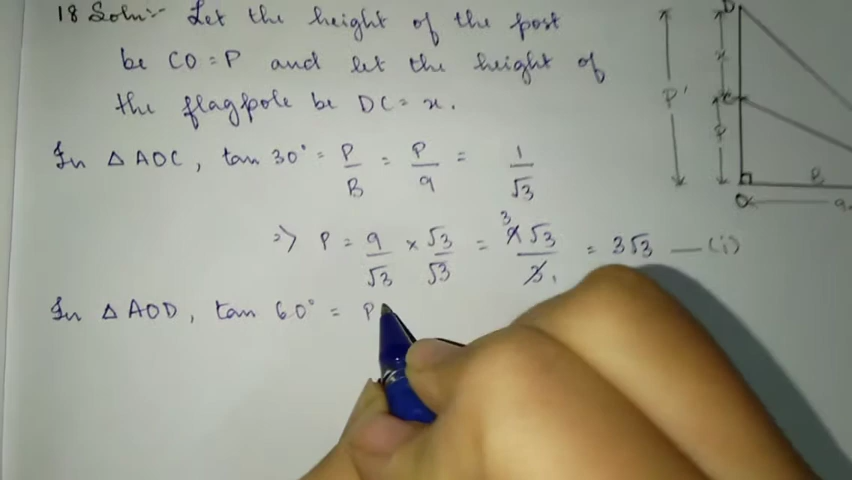 18 Soln:- Let the height of the post
be CO = P and let the height of
the flagpole be DC = x.
In △ AOC, tan 30° = P/B = P/9 = 1/√3
=> P = 9/√3 × √3/√3 = 9√3/3 = 3√3 — (i)
In △ AOD, tan 60° = P
D
P'
x
C
P
B
O
9